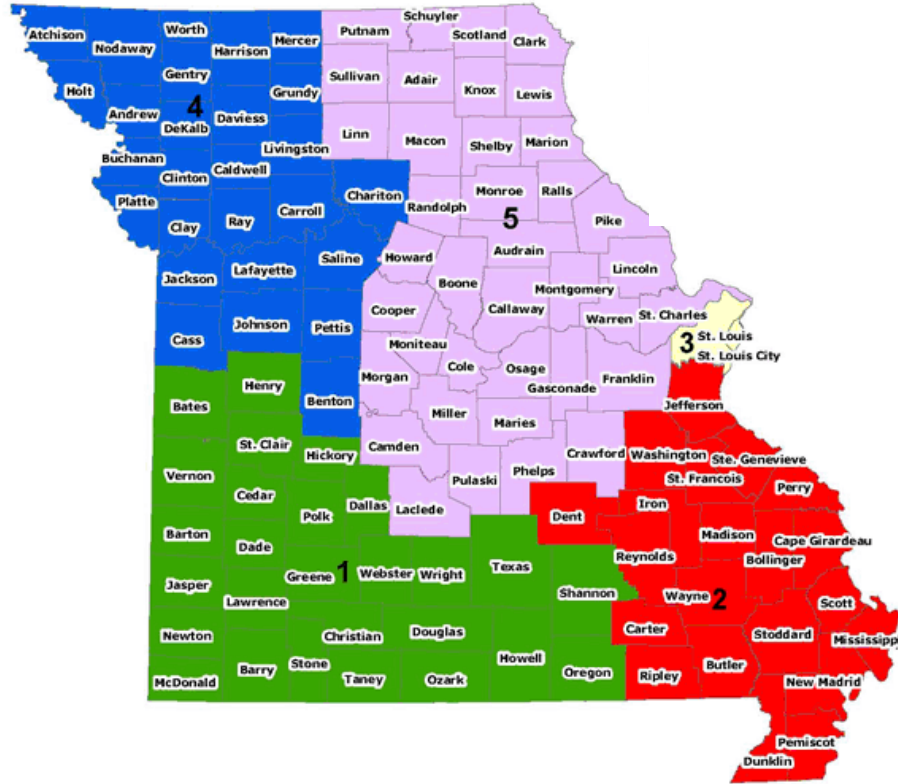 Schuyler
Atchison
Worth
Putnam
Scotland
Nodaway
Mercer
Clark
Harrison
Gentry
Sullivan
Adair
Holt
Grundy
Knox
Lewis
4
Andrew
Daviess
DeKalb
Linn
Macon
Shelby
Marion
Livingston
Buchanan
Caldwell
Clinton
Monroe
Ralls
Chariton
Platte
Randolph
Carroll
5
Pike
Clay
Ray
Audrain
Saline
Howard
Lincoln
Jackson
Lafayette
Boone
Montgomery
Cooper
Callaway
St. Charles
Warren
Johnson
Pettis
3
St. Louis
Cass
Moniteau
St. Louis City
Cole
Osage
Morgan
Franklin
Henry
Gasconade
Benton
Jefferson
Bates
Miller
Maries
St. Clair
Camden
Hickory
Crawford
Washington
Ste. Genevieve
Vernon
Phelps
St. Francois
Pulaski
Perry
Cedar
Dallas
Iron
Laclede
Polk
Dent
Barton
Madison
Cape Girardeau
Dade
Reynolds
Bollinger
Texas
Jasper
Greene
1
Webster
Wright
Shannon
Wayne
2
Lawrence
Scott
Newton
Christian
Douglas
Carter
Stoddard
Mississipp
Howell
Barry
Stone
Butler
McDonald
Taney
Ozark
Oregon
Ripley
New Madrid
Pemiscot
Dunklin